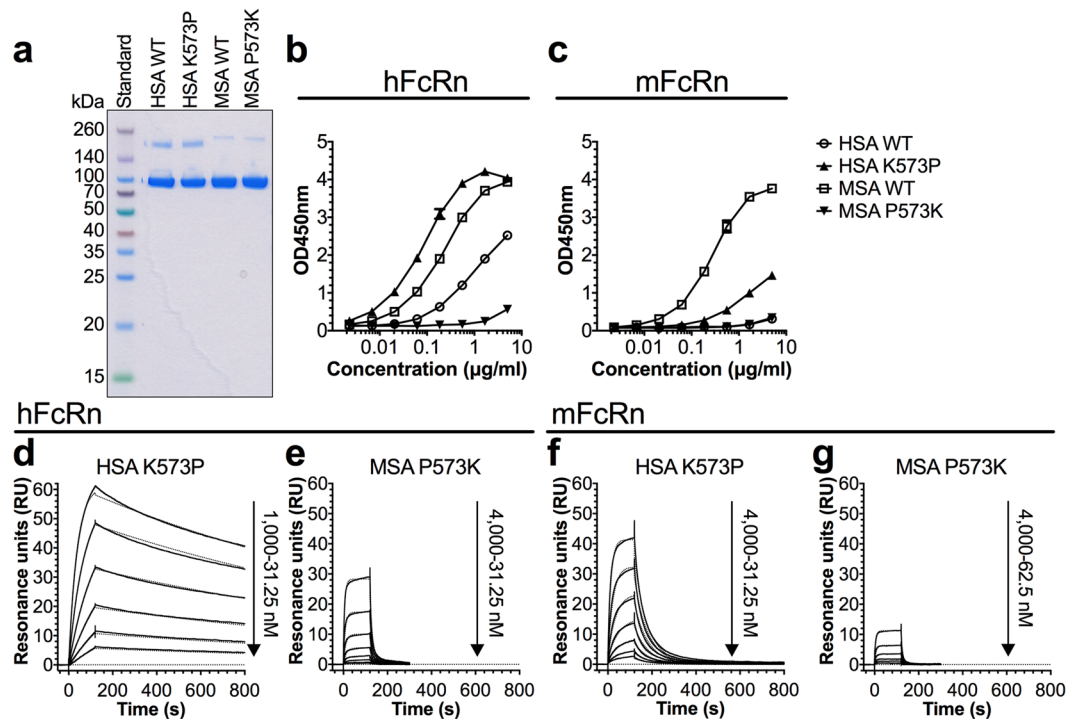 a
kDa
Standard
HSA WT
HSA K573P
MSA WT
MSA P573K
260
140
100
70
50
40
35
25
20
15
b
hFcRn
OD450nm
5
4
3
2
1
0
0.01 0.1 1 10
Concentration (µg/ml)
c
mFcRn
OD450nm
5
4
3
2
1
0
0.01 0.1 1 10
Concentration (µg/ml)
HSA WT
HSA K573P
MSA WT
MSA P573K
hFcRn
d
HSA K573P
Resonance units (RU)
60
50
40
30
20
10
0
0 200 400 600 800
Time (s)
1,000-31.25 nM
e
MSA P573K
Resonance units (RU)
60
50
40
30
20
10
0
0 200 400 600 800
Time (s)
4,000-31.25 nM
mFcRn
f
HSA K573P
Resonance units (RU)
60
50
40
30
20
10
0
0 200 400 600 800
Time (s)
4,000-31.25 nM
g
MSA P573K
Resonance units (RU)
60
50
40
30
20
10
0
0 200 400 600 800
Time (s)
4,000-62.5 nM